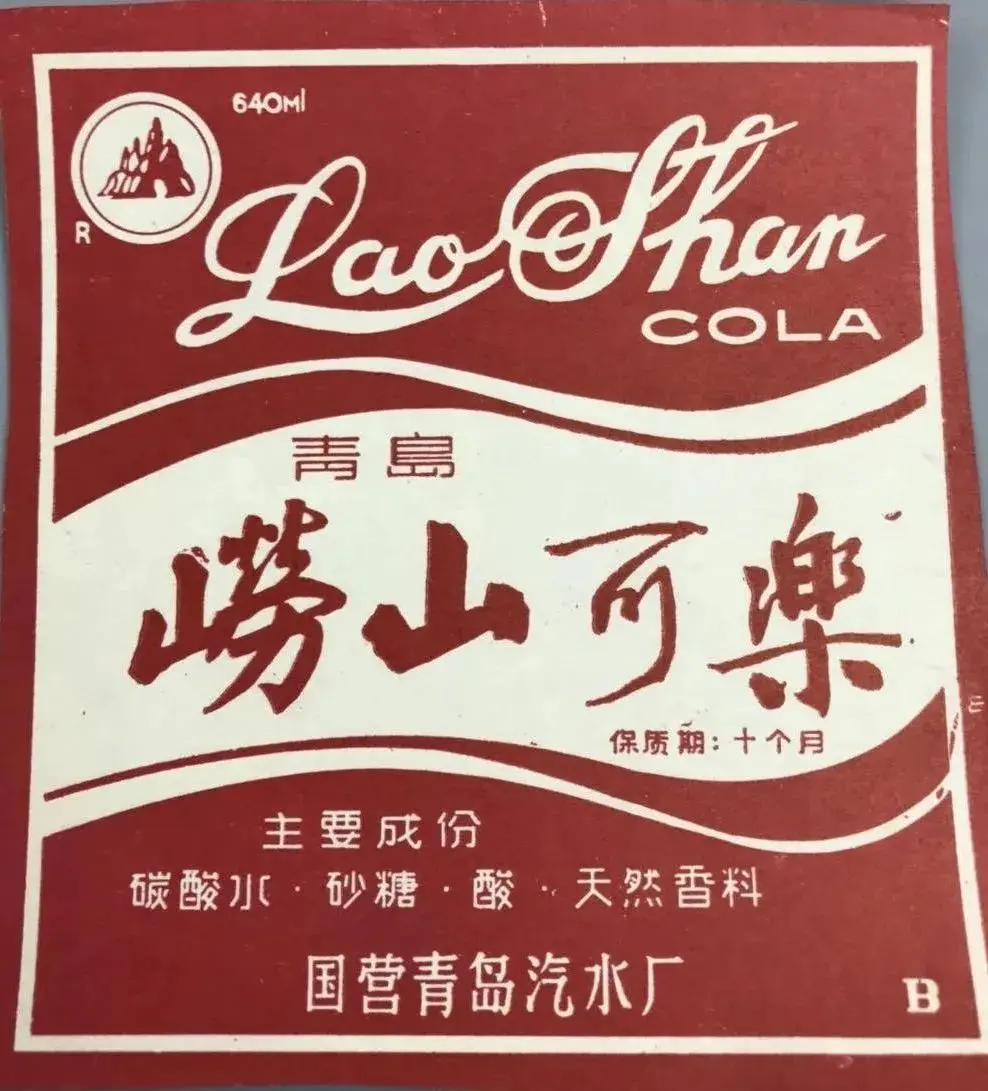 640Ml
R
Lao Shan
COLA
青島
嶗山可楽
保质期：十个月
主要成份
碳酸水·砂糖·酸·天然香料
国营青岛汽水厂
B